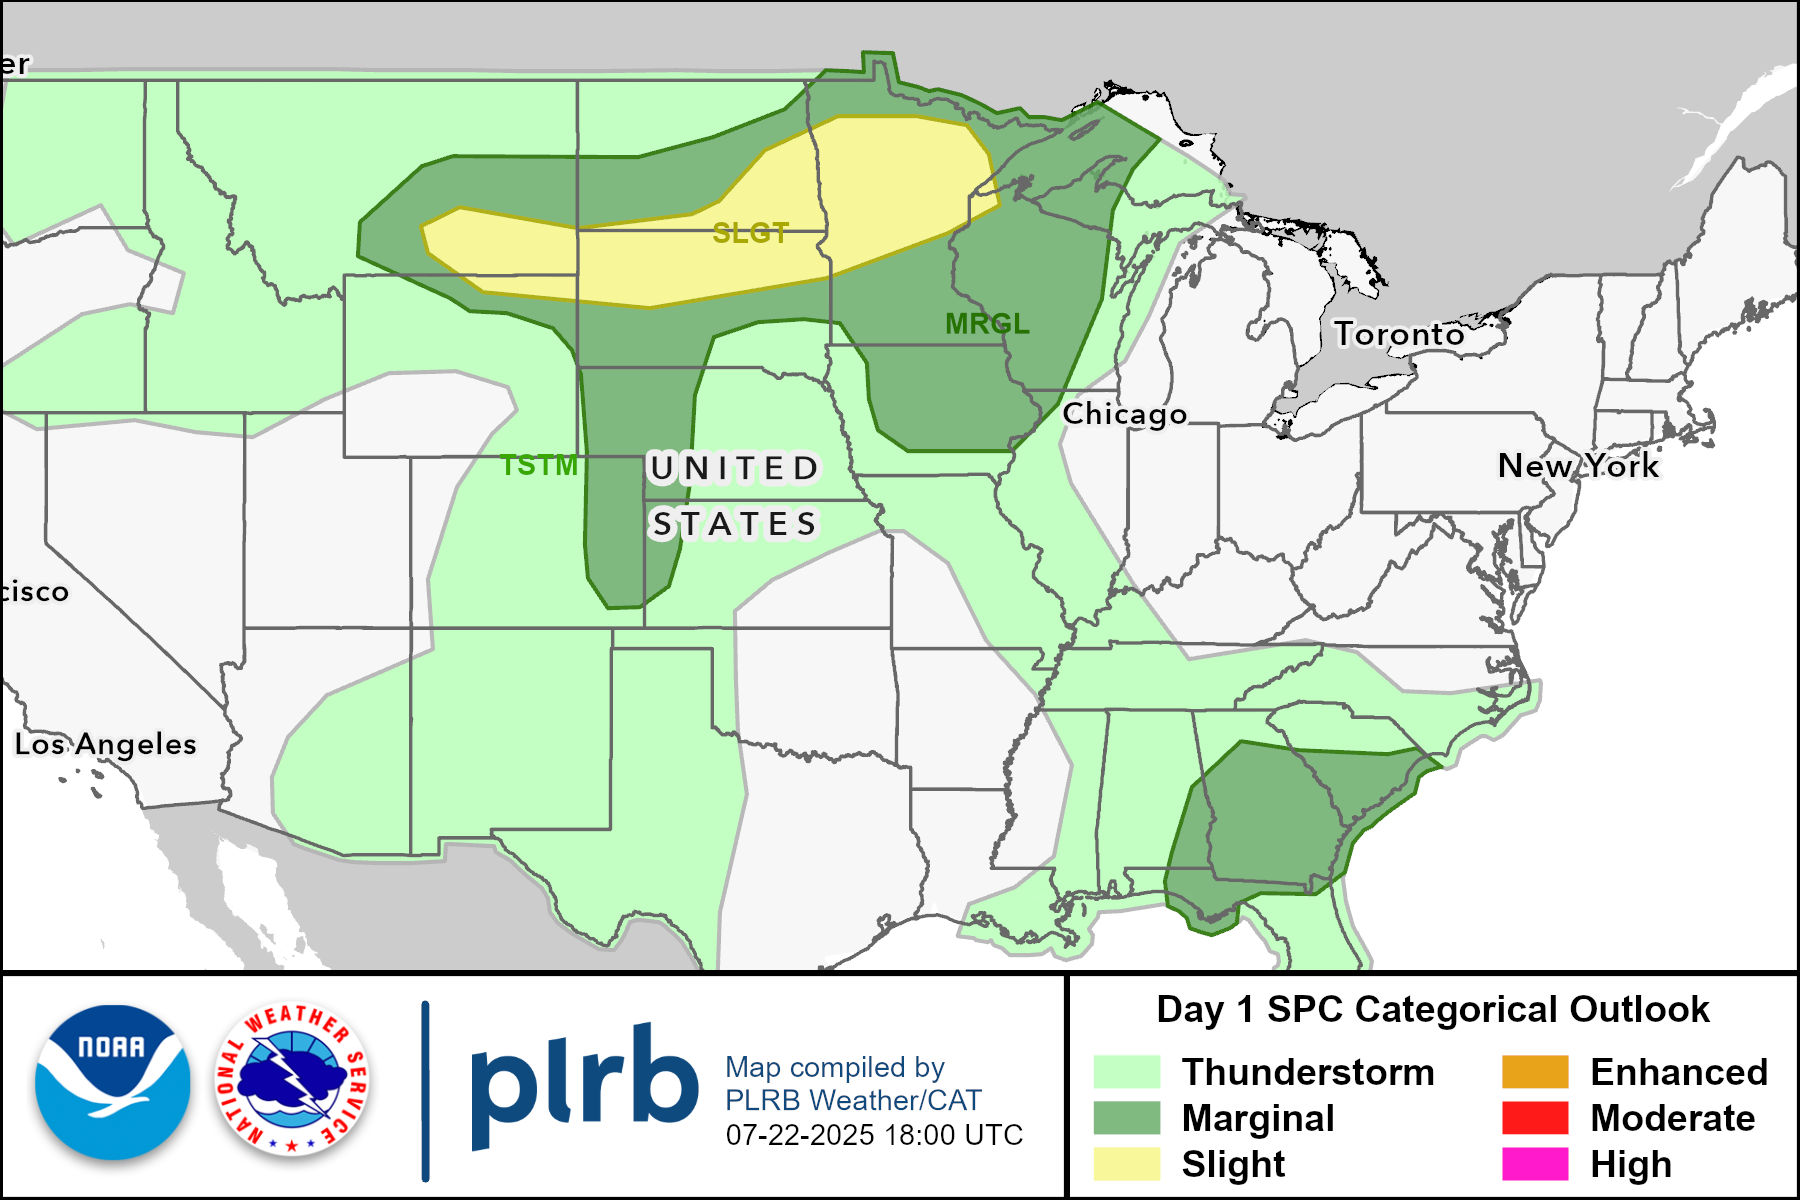 er
SLGT
MRGL
Toronto
Chicago
TSTM
UNITED
STATES
New York
cisco
Los Angeles
NOAA
NATIONAL WEATHER SERVICE
plrb
Map compiled by
PLRB Weather/CAT
07-22-2025 18:00 UTC
Day 1 SPC Categorical Outlook
Thunderstorm
Marginal
Slight
Enhanced
Moderate
High